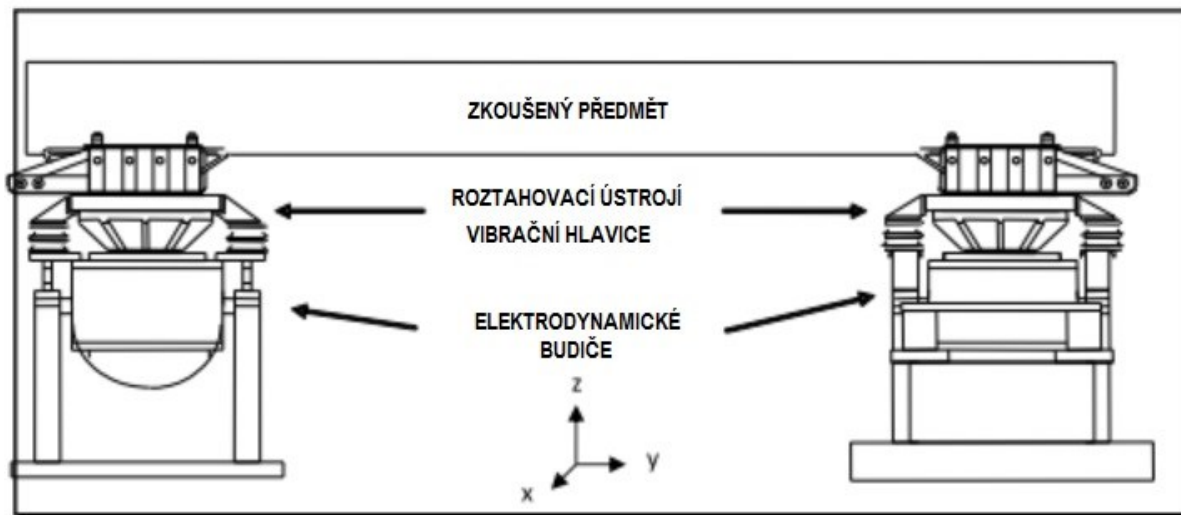 ZKOUŠENÝ PŘEDMĚT
ROZTAHOVACÍ ÚSTROJÍ
VIBRAČNÍ HLAVICE
ELEKTRODYNAMICKÉ
BUDIČE
z
y
x